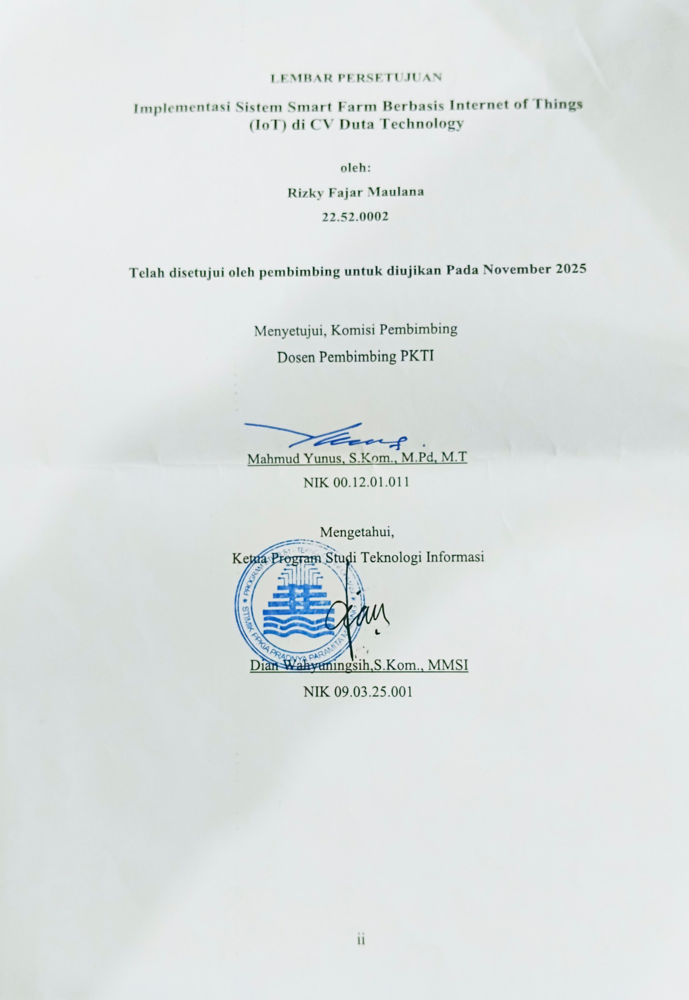 LEMBAR PERSETUJUAN
Implementasi Sistem Smart Farm Berbasis Internet of Things
(IoT) di CV Duta Technology
oleh:
Rizky Fajar Maulana
22.52.0002
Telah disetujui oleh pembimbing untuk diujikan Pada November 2025
Menyetujui, Komisi Pembimbing
Dosen Pembimbing PKTI
Mahmud Yunus, S.Kom., M.Pd, M.T
NIK 00.12.01.011
Mengetahui,
Ketua Program Studi Teknologi Informasi
PROGRAM STUDI S1 - TEKNOLOGI INFORMASI
STIMIK PPKIA PRADNYA PARAMITA MALANG
Dian Wahyuningsih,S.Kom., MMSI
NIK 09.03.25.001
ii